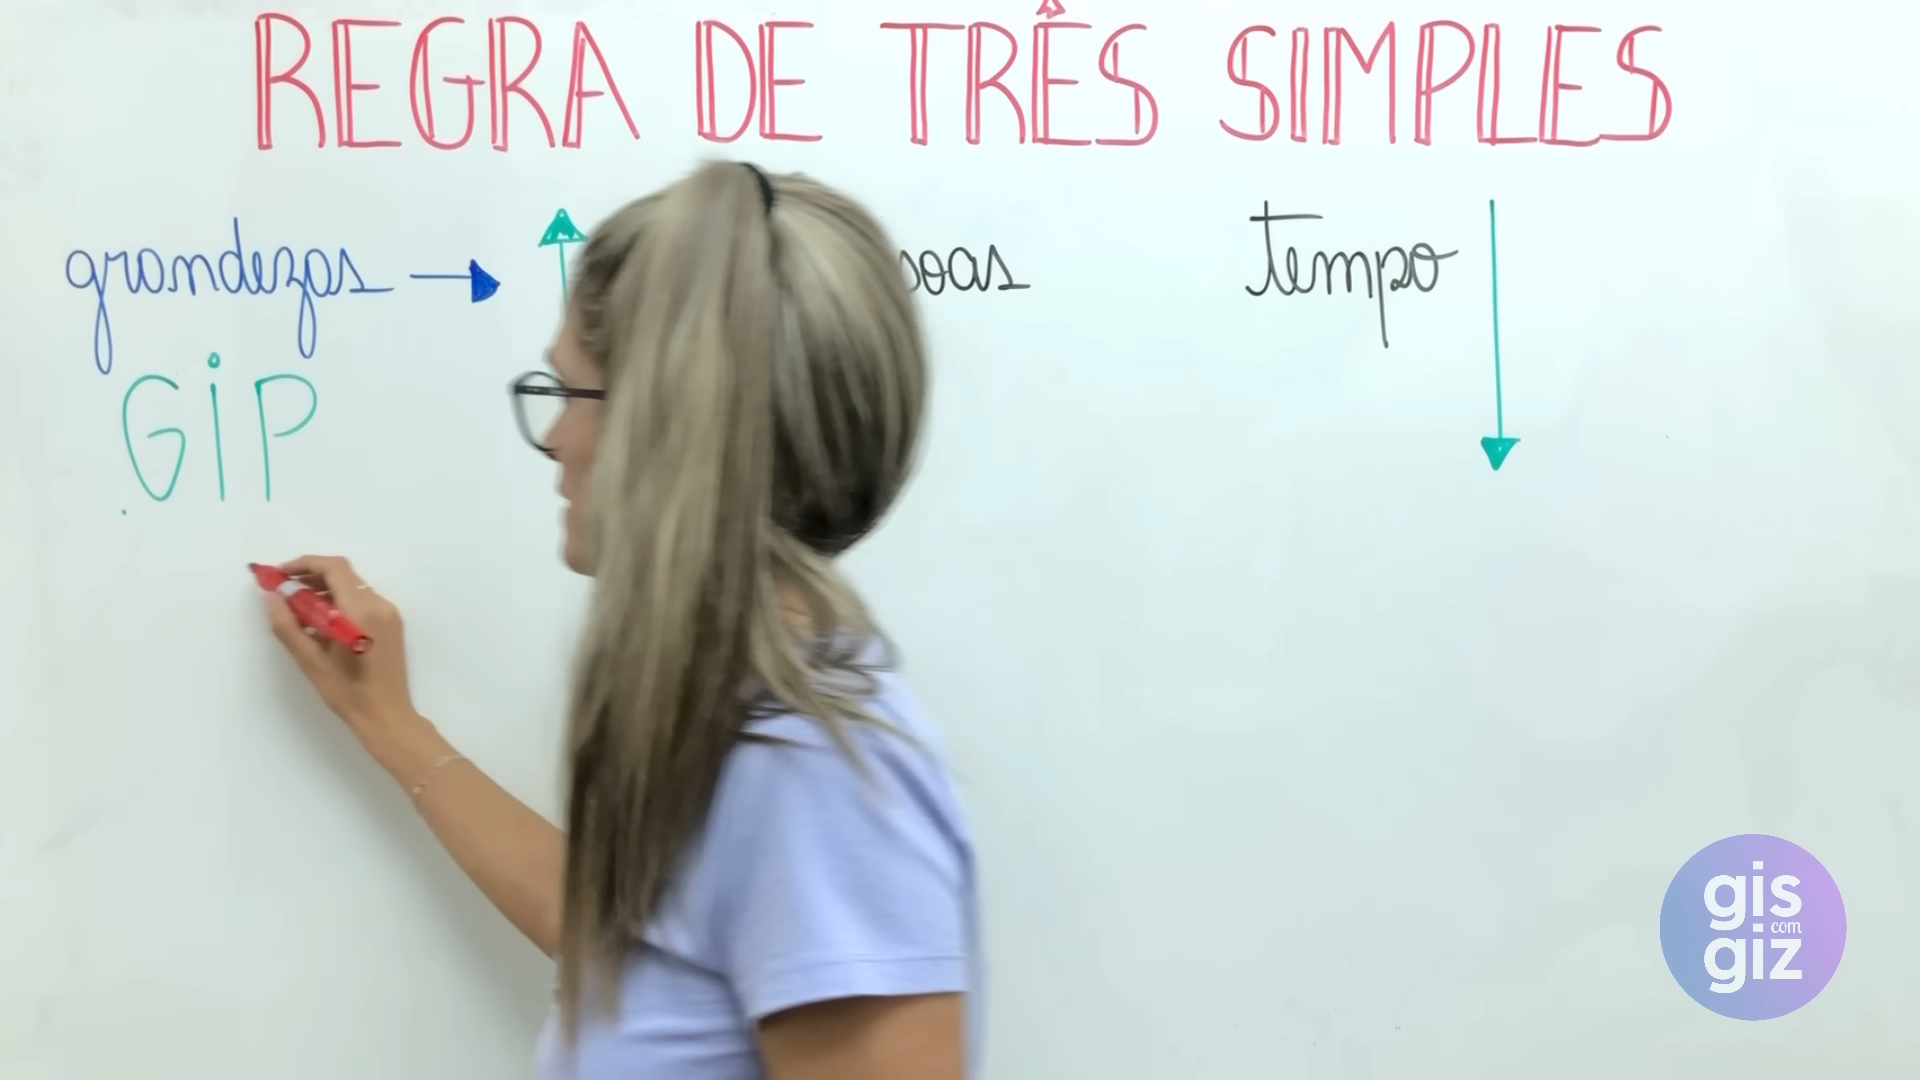 REGRA DE TRÊS SIMPLES
grandezas tempo
GIP
gis
com
giz